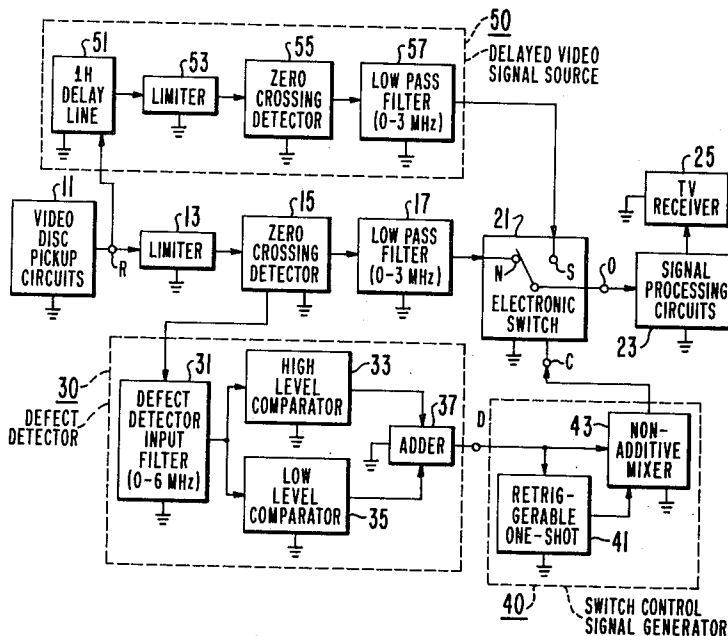 50
DELAYED VIDEO
SIGNAL SOURCE
51
1H
DELAY
LINE
53
LIMITER
55
ZERO
CROSSING
DETECTOR
57
LOW PASS
FILTER
(0-3 MHz)
11
VIDEO
DISC
PICKUP
CIRCUITS
R
13
LIMITER
15
ZERO
CROSSING
DETECTOR
17
LOW PASS
FILTER
(0-3 MHz)
21
N
S
ELECTRONIC
SWITCH
O
C
25
TV
RECEIVER
SIGNAL
PROCESSING
CIRCUITS
23
30
DEFECT
DETECTOR
31
DEFECT
DETECTOR
INPUT
FILTER
(0-6 MHz)
33
HIGH
LEVEL
COMPARATOR
LOW
LEVEL
COMPARATOR
35
37
ADDER
D
43
NON-
ADDITIVE
MIXER
RETRIG-
GERABLE
ONE-SHOT
41
40
SWITCH CONTROL
SIGNAL GENERATOR